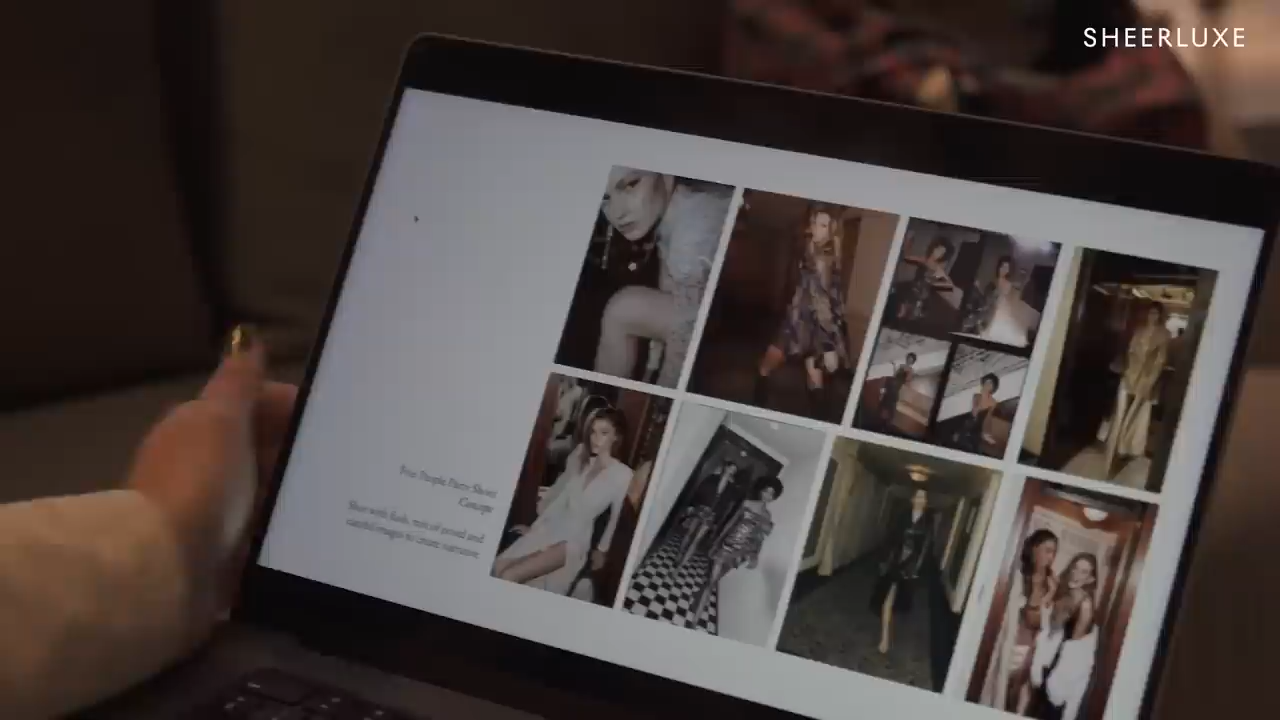 SHEERLUXE
Free People Party Shoot
Concept
Shot with flash, mix of posed and
candid images to create narrative